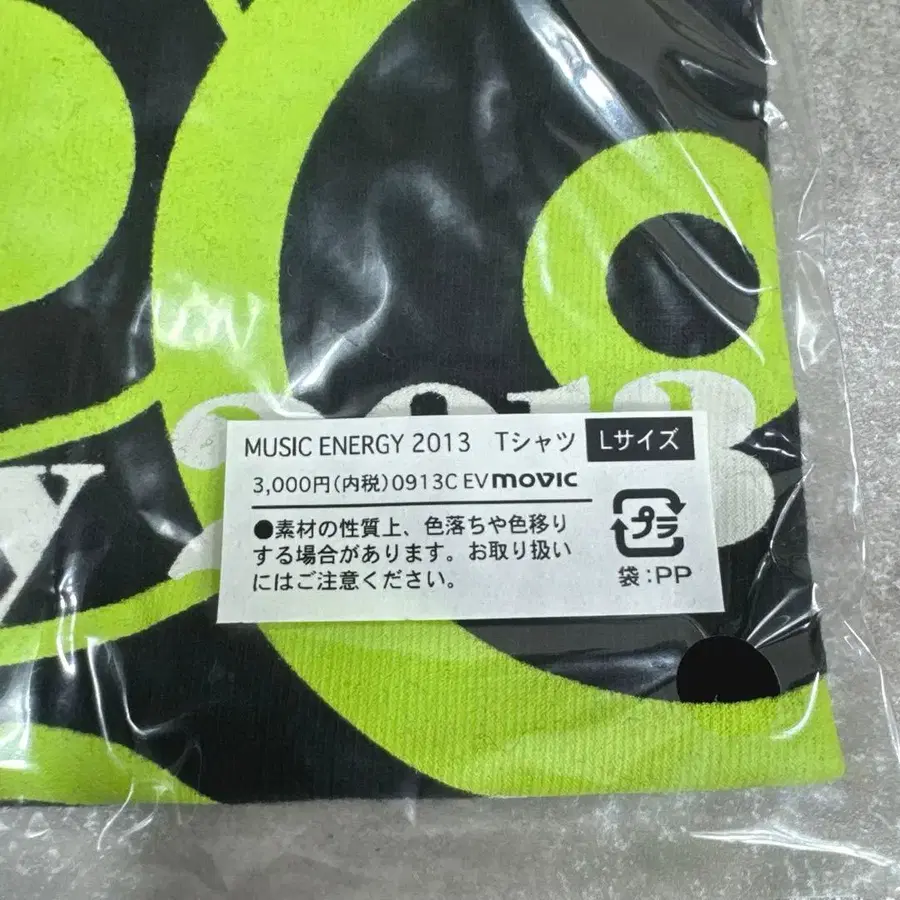 2013
y
MUSIC ENERGY 2013 Tシャツ Lサイズ
3,000円(内税)0913C EV movic
●素材の性質上、色落ちや色移り
する場合があります。お取り扱い
にはご注意ください。
プラ
袋:PP